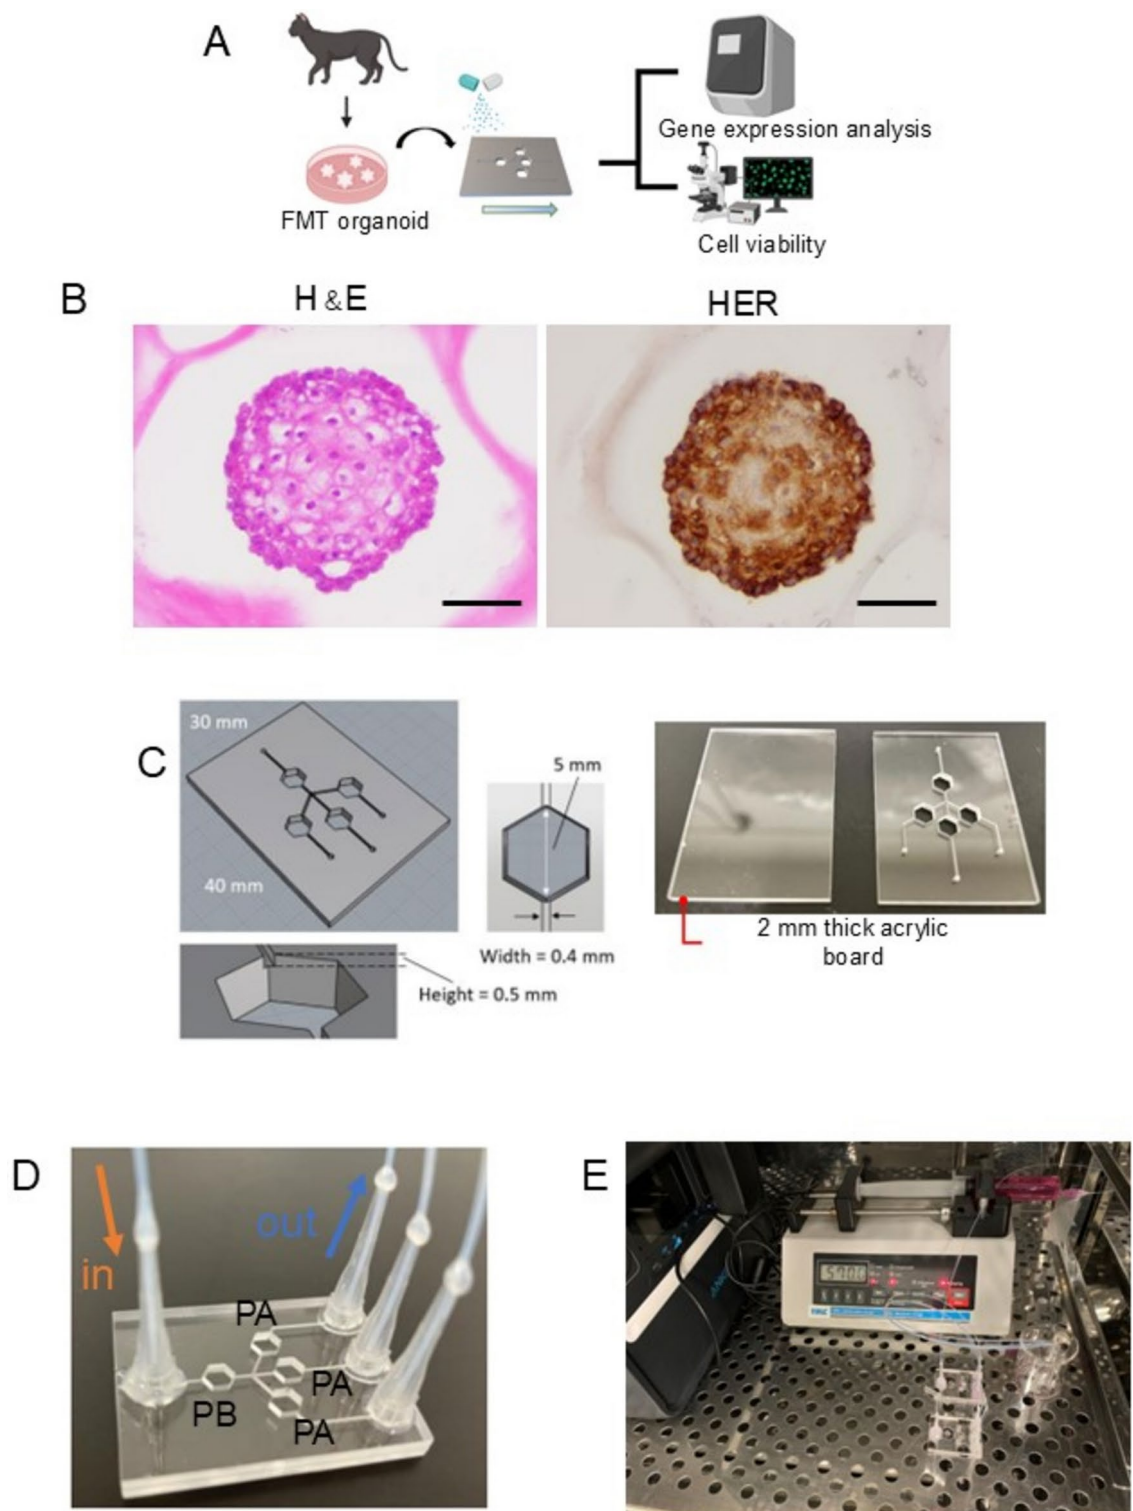 A
FMT organoid
Gene expression analysis
Cell viability
B
H & E
HER
C
30 mm
40 mm
5 mm
Width = 0.4 mm
Height = 0.5 mm
2 mm thick acrylic
board
D
in
out
PA
PA
PB
PA
E